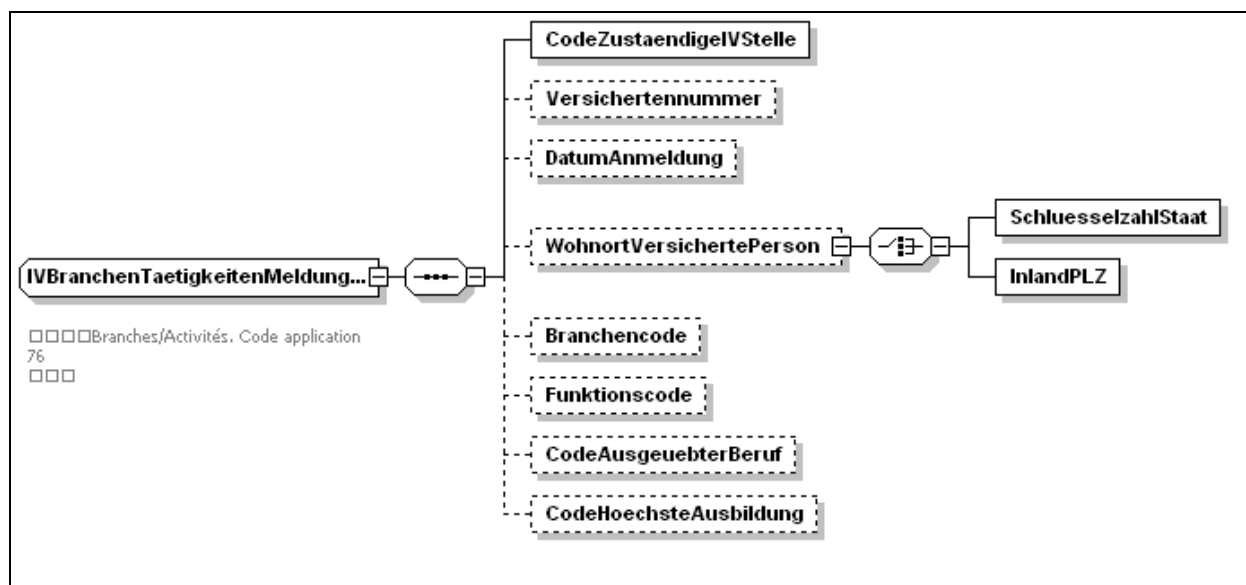 CodeZustaendigeIVStelle
Versichertennummer
DatumAnmeldung
WohnortVersichertePerson
SchluesselzahlStaat
InlandPLZ
IVBranchenTaetigkeitenMeldung...
□□□□Branches/Activités. Code application
76
□□□
Branchencode
Funktionscode
CodeAusgeuebterBeruf
CodeHoechsteAusbildung